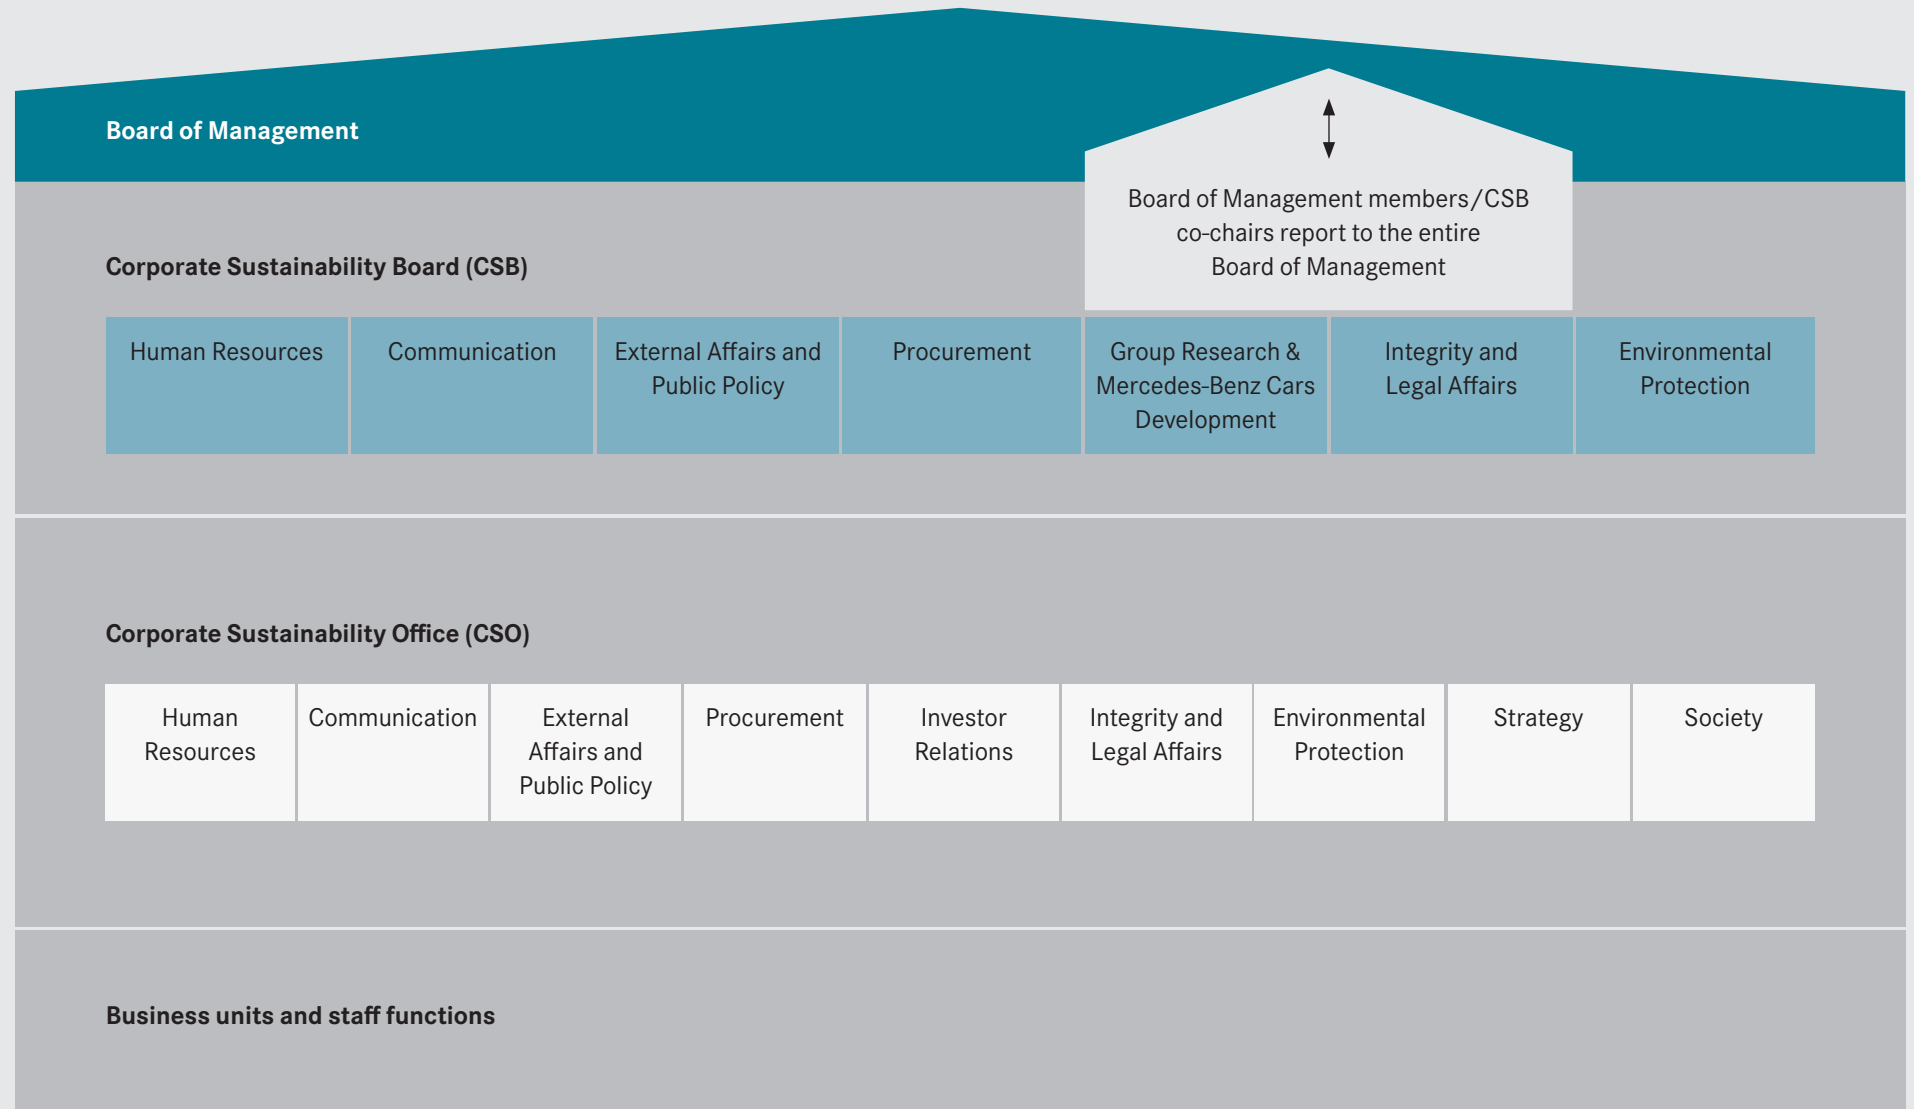 Board of Management
Board of Management members/CSB
co-chairs report to the entire
Board of Management
Corporate Sustainability Board (CSB)
Human Resources
Communication
External Affairs and
Public Policy
Procurement
Group Research &
Mercedes-Benz Cars
Development
Integrity and
Legal Affairs
Environmental
Protection
Corporate Sustainability Office (CSO)
Human
Resources
Communication
External
Affairs and
Public Policy
Procurement
Investor
Relations
Integrity and
Legal Affairs
Environmental
Protection
Strategy
Society
Business units and staff functions